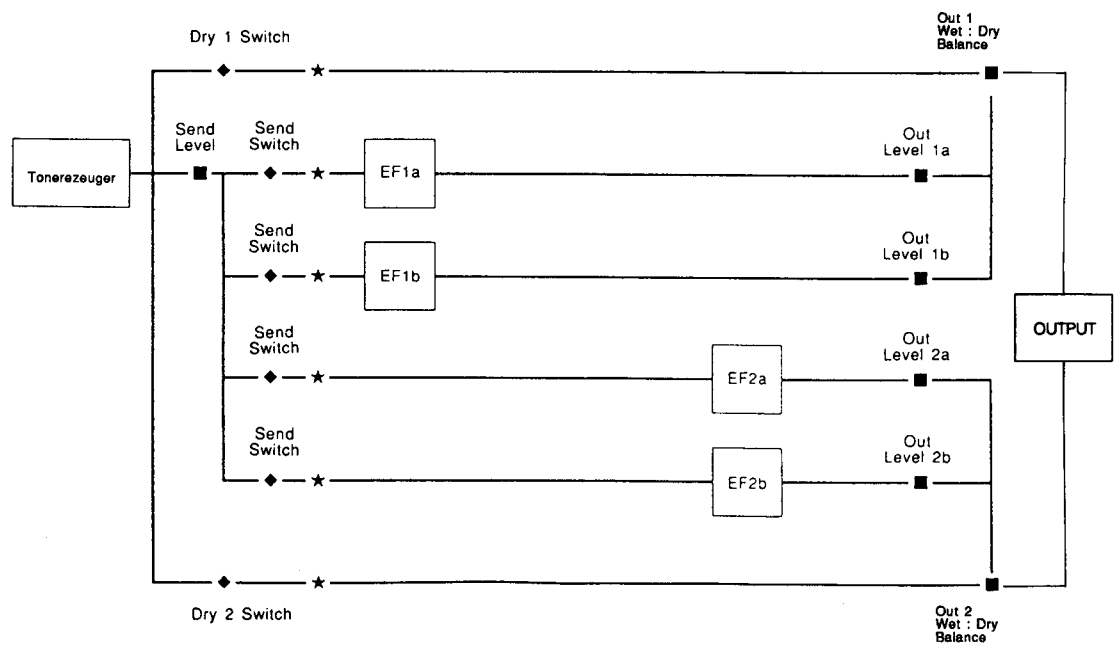 Out 1
Wet : Dry
Balance
Dry 1 Switch
Send
Level
Send
Switch
Out
Level 1a
Tonerezeuger
EF1a
Send
Switch
Out
Level 1b
EF1b
OUTPUT
Send
Switch
Out
Level 2a
EF2a
Send
Switch
Out
Level 2b
EF2b
Dry 2 Switch
Out 2
Wet : Dry
Balance